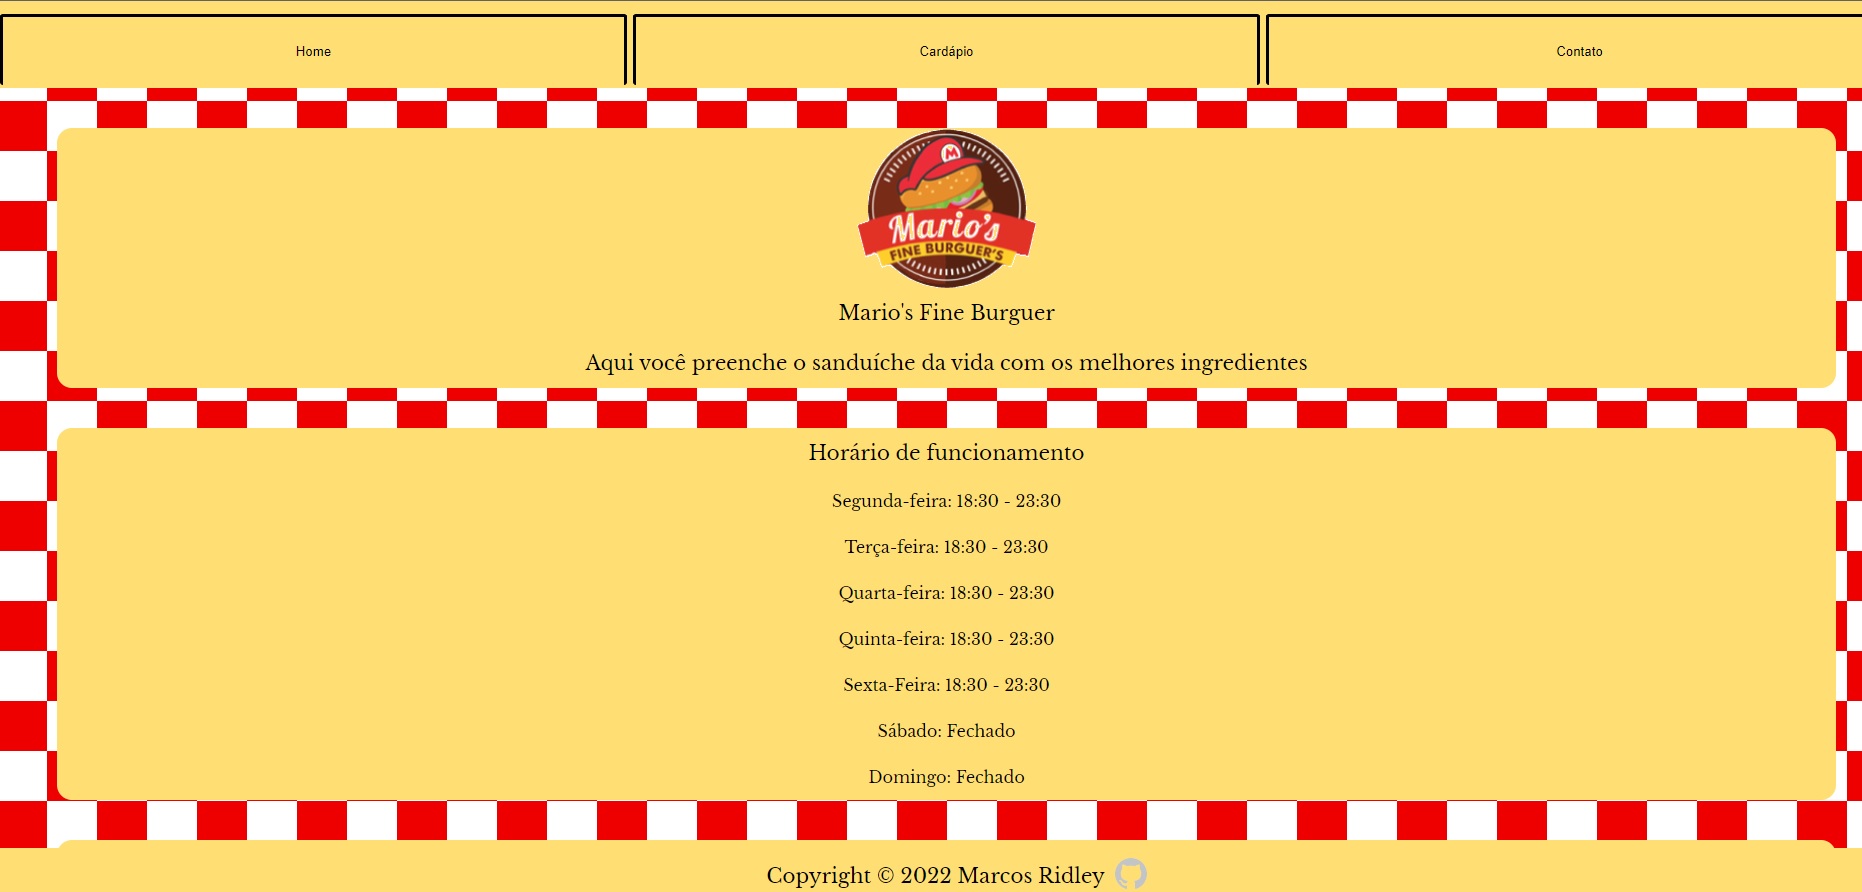 Home
Cardápio
Contato
M
Mario's
FINE BURGUER'S
Mario's Fine Burguer
Aqui você preenche o sanduíche da vida com os melhores ingredientes
Horário de funcionamento
Segunda-feira: 18:30 - 23:30
Terça-feira: 18:30 - 23:30
Quarta-feira: 18:30 - 23:30
Quinta-feira: 18:30 - 23:30
Sexta-Feira: 18:30 - 23:30
Sábado: Fechado
Domingo: Fechado
Copyright © 2022 Marcos Ridley